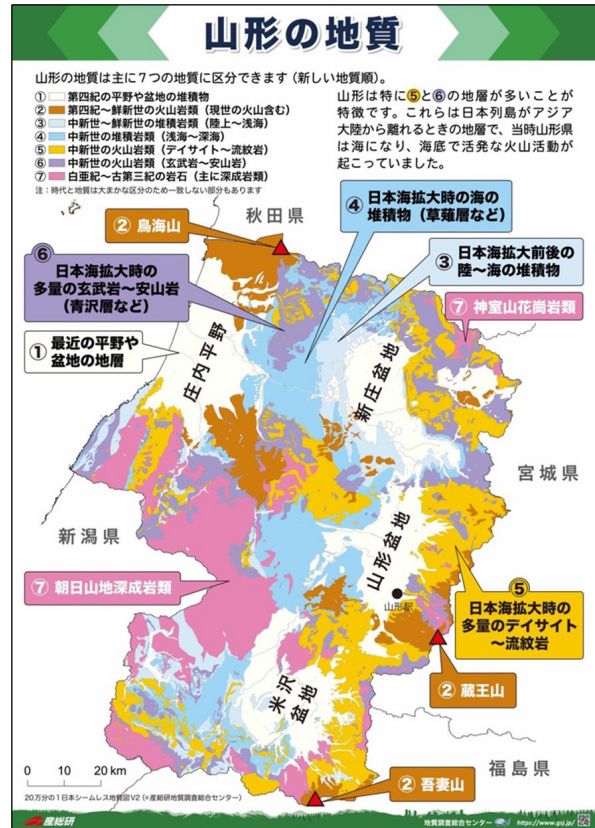 山形の地質
山形の地質は主に7つの地質に区分できます（新しい地質順）。
① 第四紀の平野や盆地の堆積物
② 第四紀～鮮新世の火山岩類（現世の火山含む）
③ 中新世～鮮新世の堆積岩類（陸上～浅海）
④ 中新世の堆積岩類（浅海～深海）
⑤ 中新世の火山岩類（デイサイト～流紋岩）
⑥ 中新世の火山岩類（玄武岩～安山岩）
⑦ 白亜紀～古第三紀の岩石（主に深成岩類）
注：時代と地質は大まかな区分のため一致しない部分もあります
山形は特に⑤と⑥の地層が多いことが
特徴です。これらは日本列島がアジア
大陸から離れるときの地層で、当時山形県
は海になり、海底で活発な火山活動が
起こっていました。
秋田県
② 鳥海山
④ 日本海拡大時の海の
堆積物（草薙層など）
⑥
日本海拡大時の
多量の玄武岩～安山岩
（青沢層など）
③ 日本海拡大前後の
陸～海の堆積物
⑦ 神室山花崗岩類
① 最近の平野や
盆地の地層
庄内平野
新庄盆地
宮城県
新潟県
山形盆地
⑦ 朝日山地深成岩類
山形駅
⑤
日本海拡大時の
多量のデイサイト
～流紋岩
② 蔵王山
米沢盆地
福島県
② 吾妻山
0 10 20 km
20万分の1日本シームレス地質図V2（©産総研地質調査総合センター）
産総研
地質調査総合センター
https://www.gsj.jp/